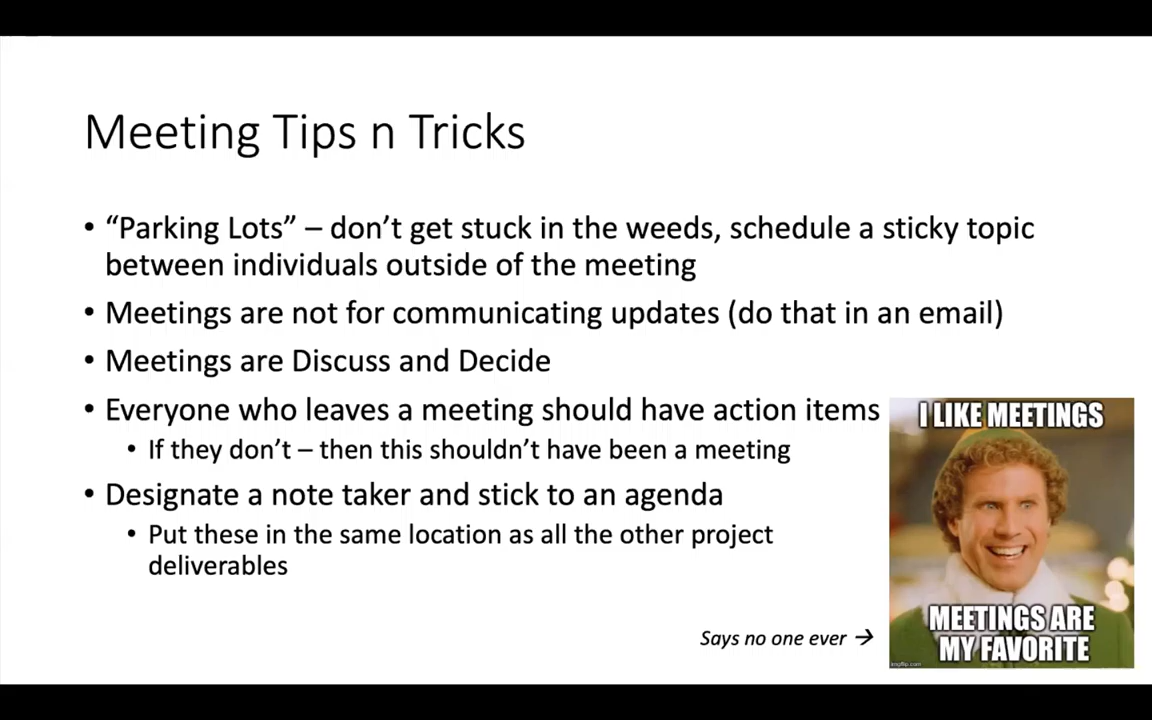 Meeting Tips n Tricks
• “Parking Lots” – don’t get stuck in the weeds, schedule a sticky topic
between individuals outside of the meeting
• Meetings are not for communicating updates (do that in an email)
• Meetings are Discuss and Decide
• Everyone who leaves a meeting should have action items
• If they don’t – then this shouldn’t have been a meeting
• Designate a note taker and stick to an agenda
• Put these in the same location as all the other project
deliverables
Says no one ever →
I LIKE MEETINGS
MEETINGS ARE
MY FAVORITE
imgflip.com